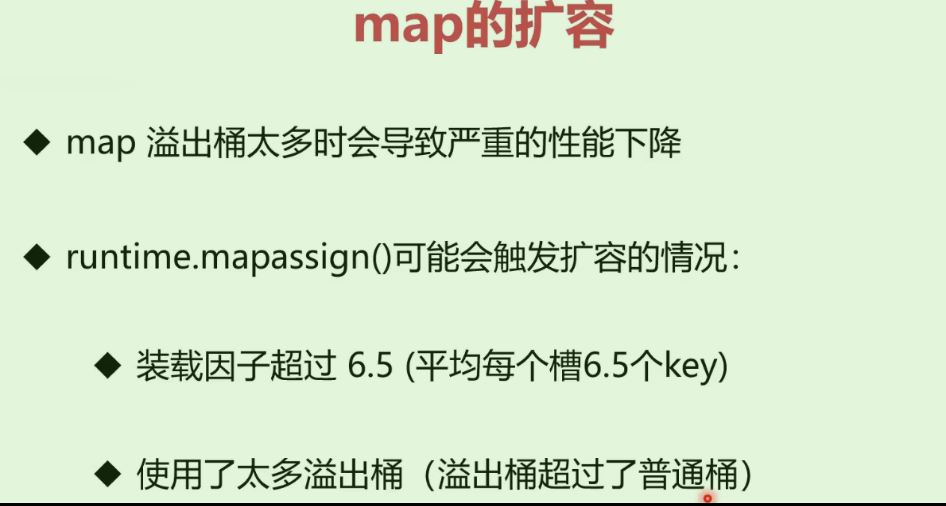 map的扩容
◆ map 溢出桶太多时会导致严重的性能下降
◆ runtime.mapassign()可能会触发扩容的情况：
◆ 装载因子超过 6.5 (平均每个槽6.5个key)
◆ 使用了太多溢出桶（溢出桶超过了普通桶）